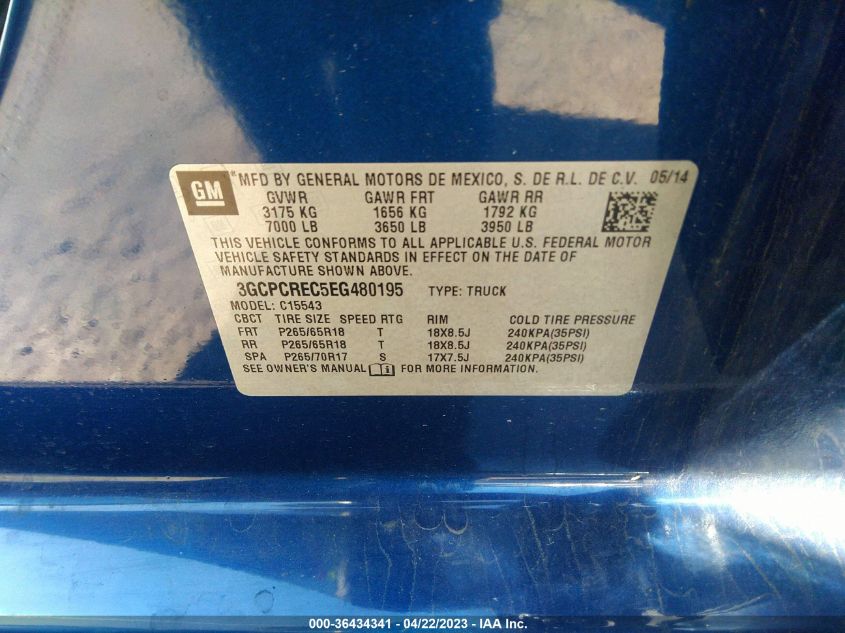 GM * MFD BY GENERAL MOTORS DE MEXICO, S. DE R.L. DE C.V. 05/14
GVWR GAWR FRT GAWR RR
3175 KG 1656 KG 1792 KG
7000 LB 3650 LB 3950 LB
THIS VEHICLE CONFORMS TO ALL APPLICABLE U.S. FEDERAL MOTOR
VEHICLE SAFETY STANDARDS IN EFFECT ON THE DATE OF
MANUFACTURE SHOWN ABOVE.
3GCPCREC5EG480195 TYPE: TRUCK
MODEL: C15543
CBCT TIRE SIZE SPEED RTG RIM COLD TIRE PRESSURE
FRT P265/65R18 T 18X8.5J 240KPA(35PSI)
RR P265/65R18 T 18X8.5J 240KPA(35PSI)
SPA P265/70R17 S 17X7.5J 240KPA(35PSI)
SEE OWNER'S MANUAL FOR MORE INFORMATION.
000-36434341 - 04/22/2023 - IAA Inc.